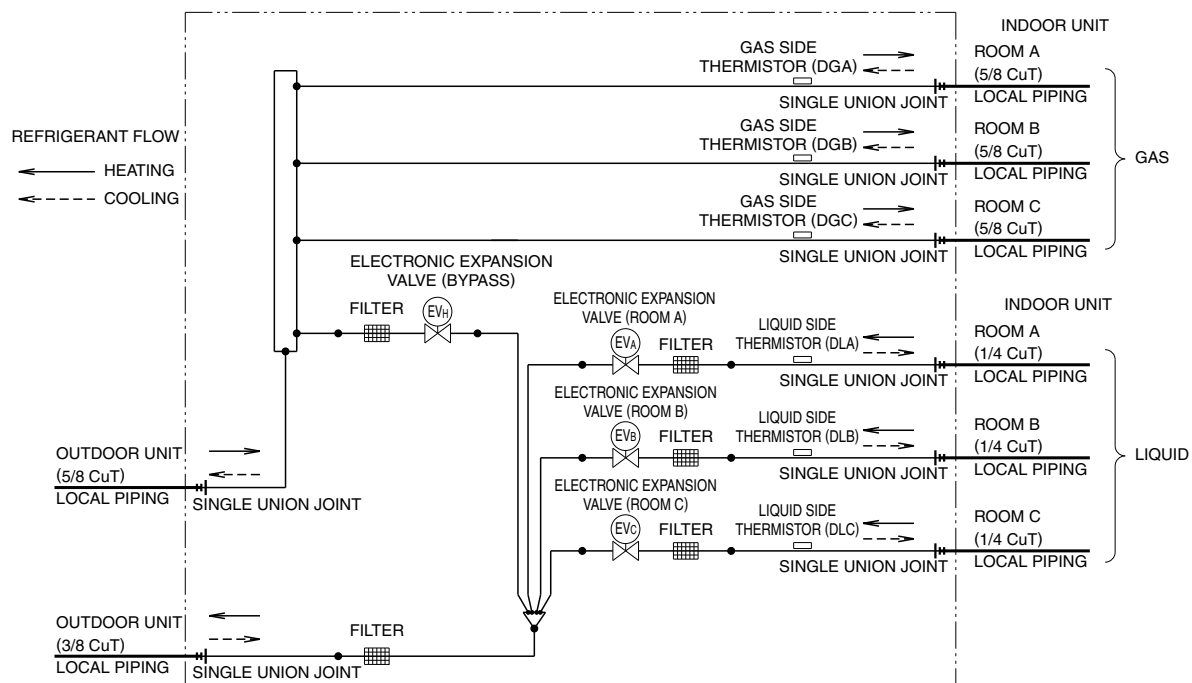 INDOOR UNIT
GAS SIDE
THERMISTOR (DGA)
ROOM A
(5/8 CuT)
SINGLE UNION JOINT
LOCAL PIPING
REFRIGERANT FLOW
HEATING
COOLING
GAS SIDE
THERMISTOR (DGB)
ROOM B
(5/8 CuT)
SINGLE UNION JOINT
LOCAL PIPING
GAS
GAS SIDE
THERMISTOR (DGC)
ROOM C
(5/8 CuT)
SINGLE UNION JOINT
LOCAL PIPING
ELECTRONIC EXPANSION
VALVE (BYPASS)
FILTER
EVH
INDOOR UNIT
ELECTRONIC EXPANSION
VALVE (ROOM A)
EVA
FILTER
LIQUID SIDE
THERMISTOR (DLA)
ROOM A
(1/4 CuT)
SINGLE UNION JOINT
LOCAL PIPING
ELECTRONIC EXPANSION
VALVE (ROOM B)
EVB
FILTER
LIQUID SIDE
THERMISTOR (DLB)
ROOM B
(1/4 CuT)
SINGLE UNION JOINT
LOCAL PIPING
LIQUID
ELECTRONIC EXPANSION
VALVE (ROOM C)
EVC
FILTER
LIQUID SIDE
THERMISTOR (DLC)
ROOM C
(1/4 CuT)
SINGLE UNION JOINT
LOCAL PIPING
OUTDOOR UNIT
(5/8 CuT)
LOCAL PIPING
SINGLE UNION JOINT
OUTDOOR UNIT
(3/8 CuT)
LOCAL PIPING
SINGLE UNION JOINT
FILTER